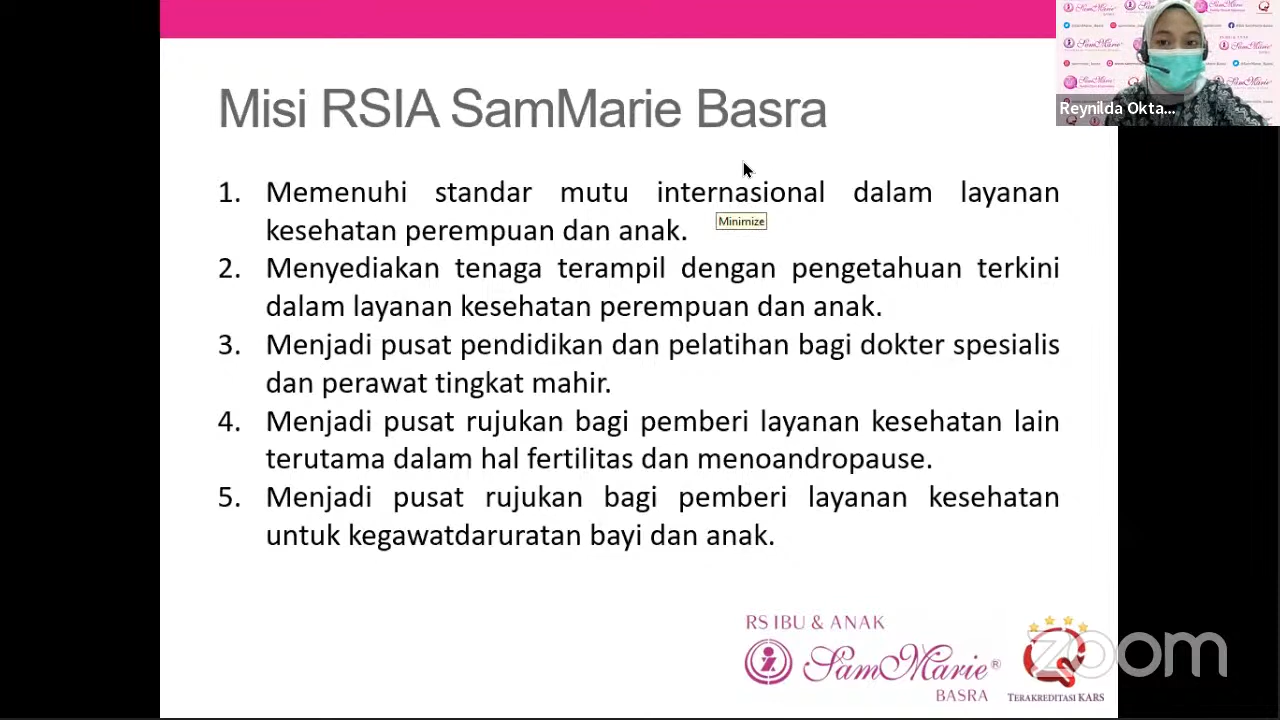 Misi RSIA SamMarie Basra
1. Memenuhi standar mutu internasional dalam layanan
kesehatan perempuan dan anak.
Minimize
2. Menyediakan tenaga terampil dengan pengetahuan terkini
dalam layanan kesehatan perempuan dan anak.
3. Menjadi pusat pendidikan dan pelatihan bagi dokter spesialis
dan perawat tingkat mahir.
4. Menjadi pusat rujukan bagi pemberi layanan kesehatan lain
terutama dalam hal fertilitas dan menoandropause.
5. Menjadi pusat rujukan bagi pemberi layanan kesehatan
untuk kegawatdaruratan bayi dan anak.
RS IBU & ANAK
SamMarie®
BASRA
TERAKREDITASI KARS
zoom
SamMarie
SamMarie
SamMarie
Reynilda Okta...